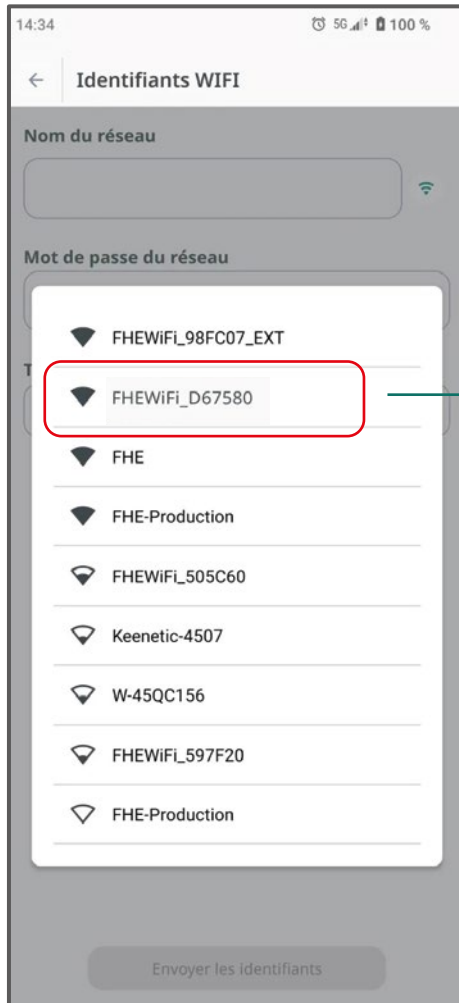 14:34 5G 100 %
Identifiants WIFI
Nom du réseau
Mot de passe du réseau
FHEWiFi_98FC07_EXT
T
FHEWiFi_D67580
FHE
FHE-Production
FHEWiFi_505C60
Keenetic-4507
W-45QC156
FHEWiFi_597F20
FHE-Production
Envoyer les identifiants